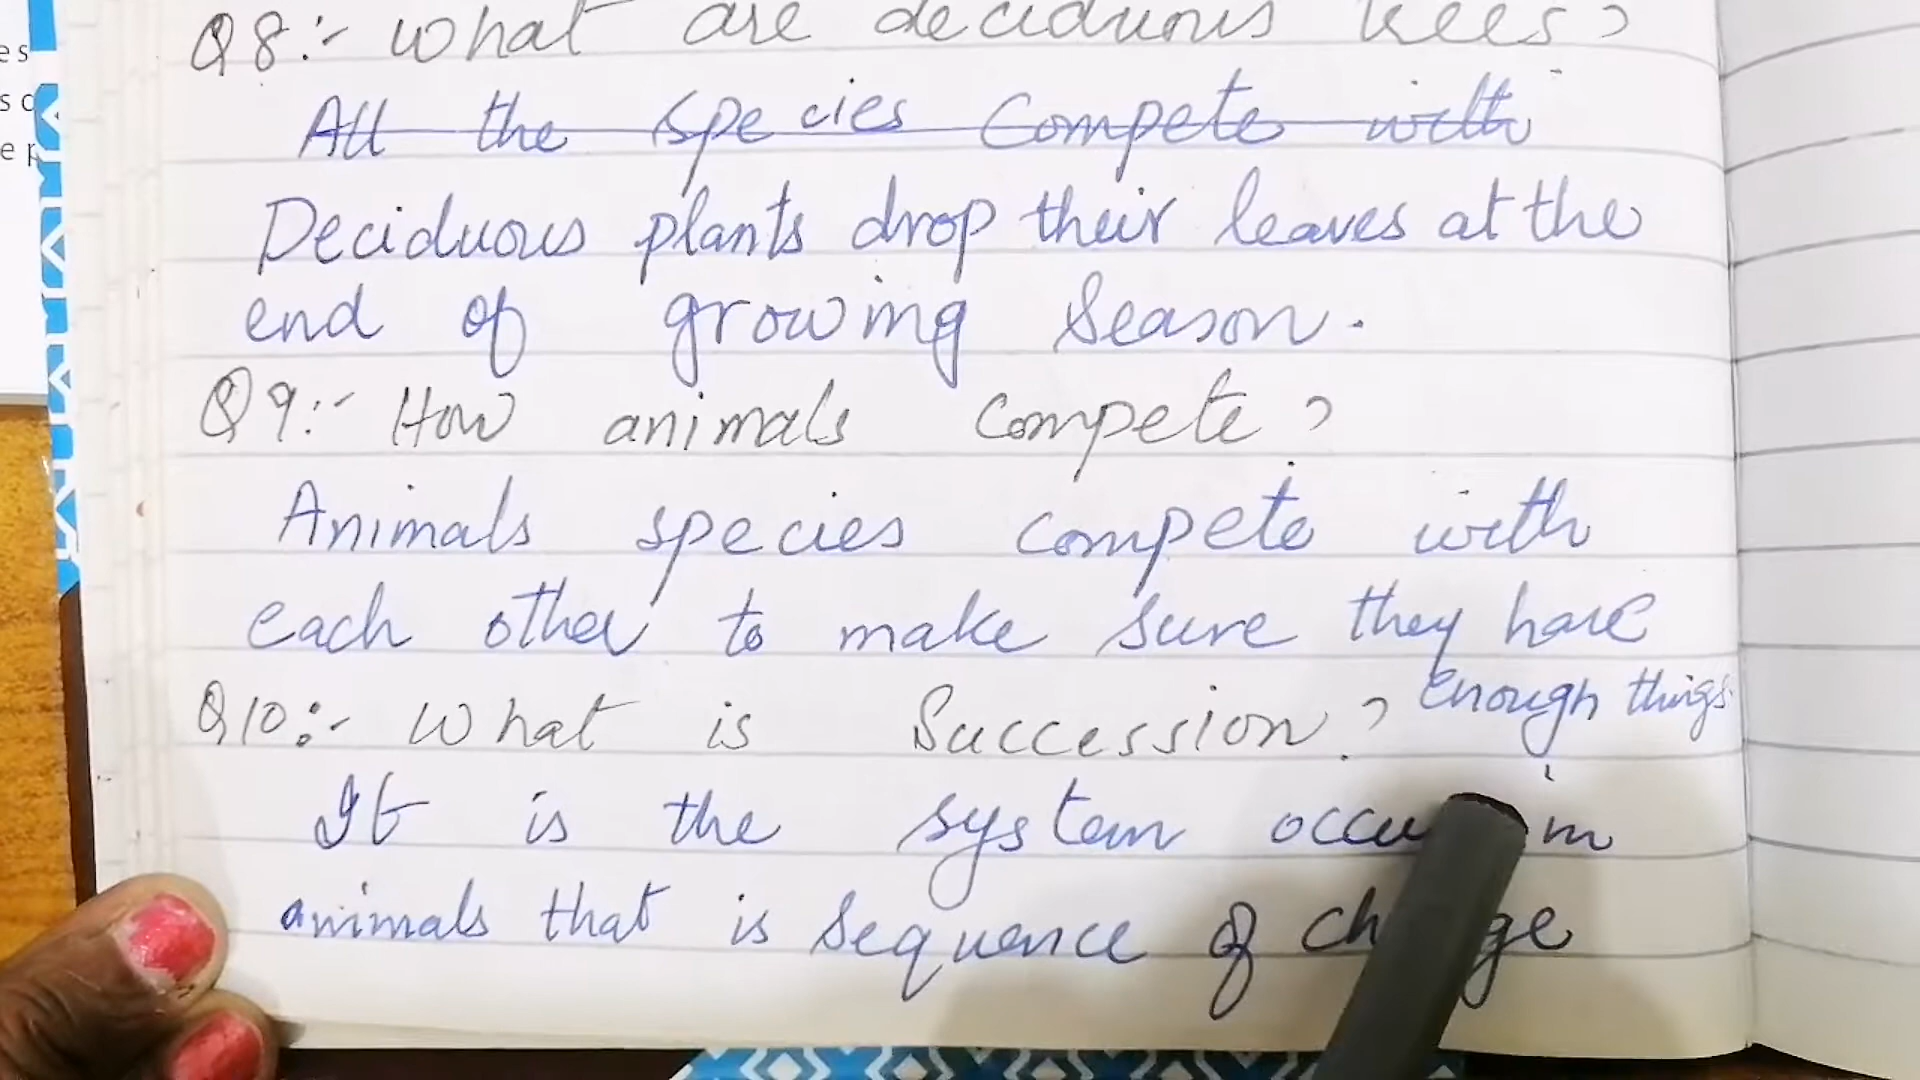 Q8:- What are deciduous trees?
All the species Compete with
Deciduous plants drop their leaves at the
end of growing Season.
Q9:- How animals Compete?
Animals species compete with
each other to make sure they have
enough things.
Q10:- What is Succession?
It is the system in
animals that is Sequence of